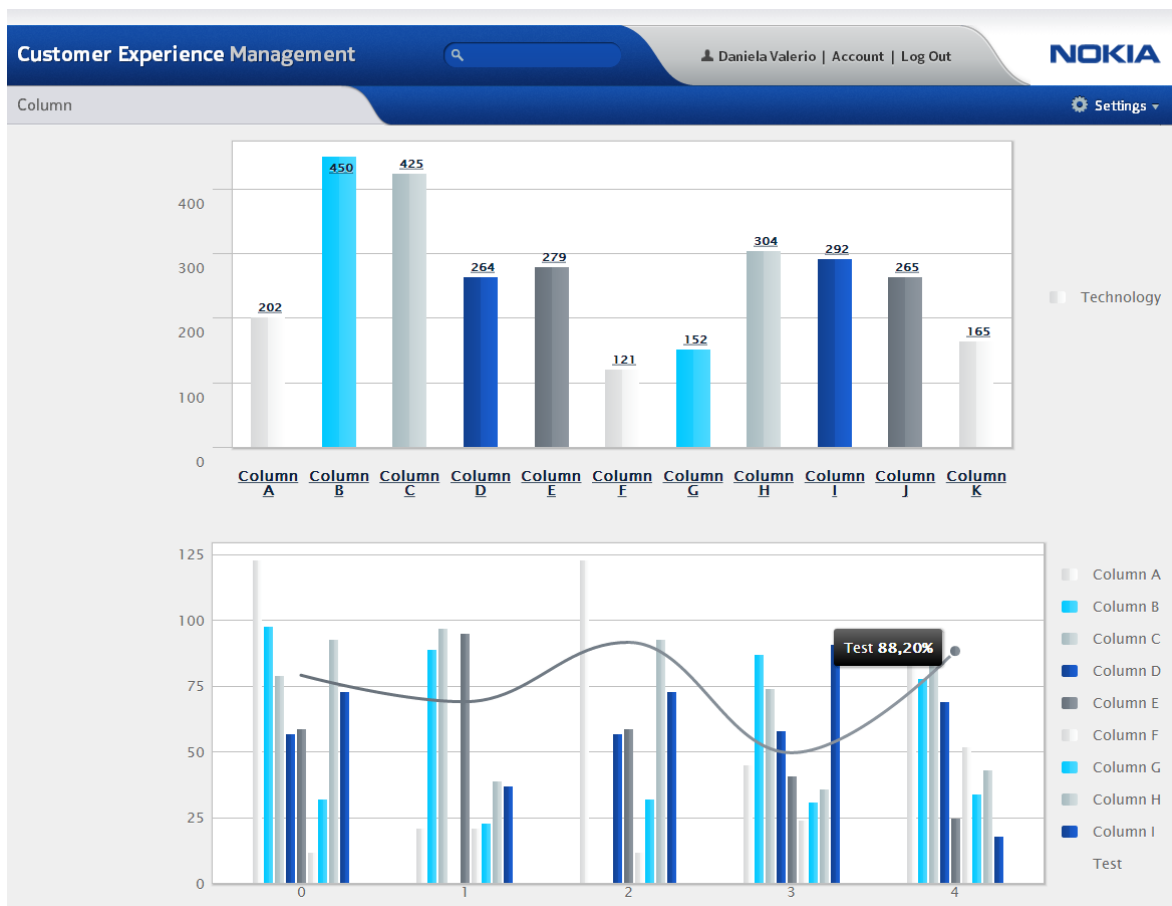 Customer Experience Management
Daniela Valerio | Account | Log Out
NOKIA
Column
Settings
450
425
400
304
300
292
279
264
265
Technology
202
200
165
152
121
100
0
Column A
Column B
Column C
Column D
Column E
Column F
Column G
Column H
Column I
Column J
Column K
125
100
75
50
25
0
Test 88,20%
0
1
2
3
4
Column A
Column B
Column C
Column D
Column E
Column F
Column G
Column H
Column I
Test